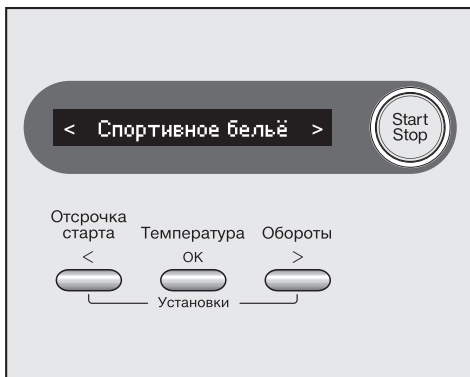 < Спортивное бельё >
Start
Stop
Отсрочка
старта
Температура
Обороты
<
OK
>
Установки